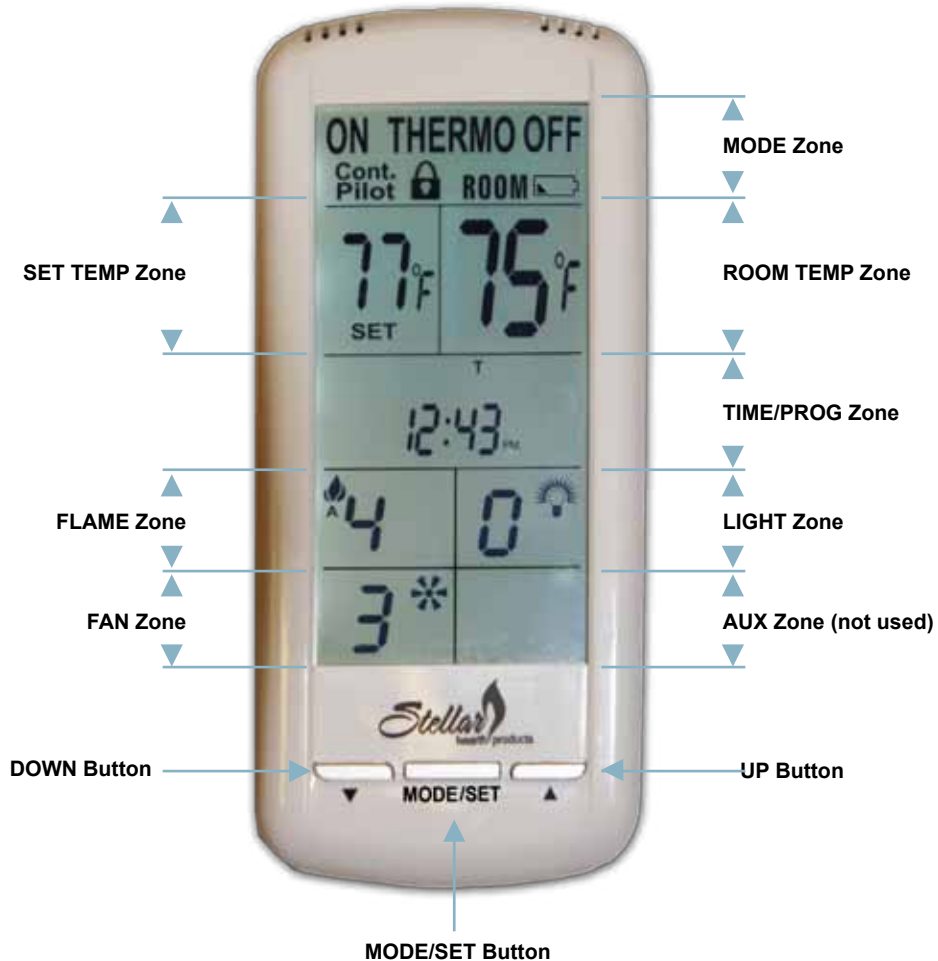 ON THERMO OFF
Cont.
Pilot
ROOM
MODE Zone
77°F
75°F
SET
SET TEMP Zone
ROOM TEMP Zone
T
12:43 PM
TIME/PROG Zone
A
4
0
FLAME Zone
LIGHT Zone
3
FAN Zone
AUX Zone (not used)
Stellar
hearth products
DOWN Button
UP Button
▼ MODE/SET ▲
MODE/SET Button